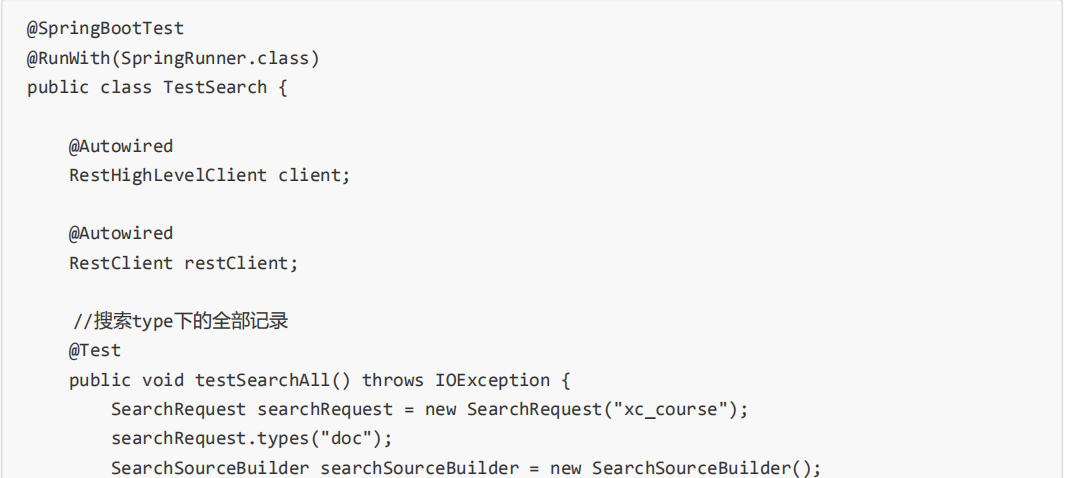 @SpringBootTest
@RunWith(SpringRunner.class)
public class TestSearch {
@Autowired
RestHighLevelClient client;
@Autowired
RestClient restClient;
//搜索type下的全部记录
@Test
public void testSearchAll() throws IOException {
SearchRequest searchRequest = new SearchRequest("xc_course");
searchRequest.types("doc");
SearchSourceBuilder searchSourceBuilder = new SearchSourceBuilder();